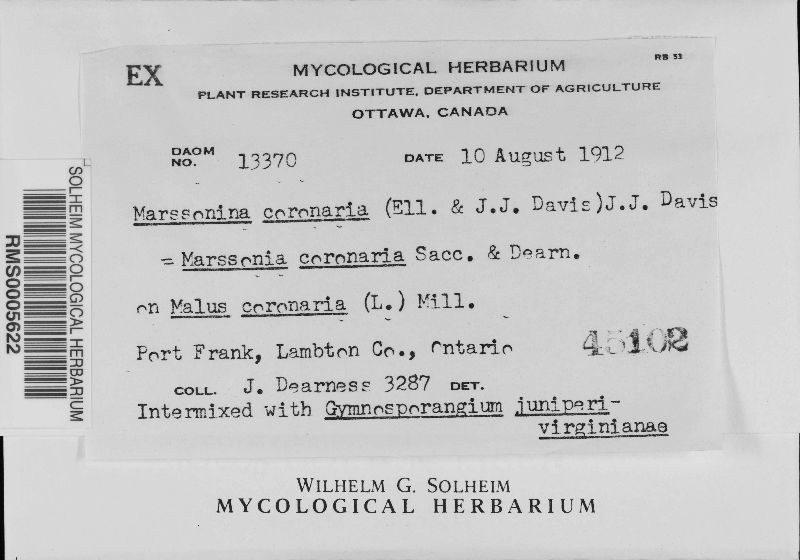 RB 53
EX
MYCOLOGICAL HERBARIUM
PLANT RESEARCH INSTITUTE, DEPARTMENT OF AGRICULTURE
OTTAWA, CANADA
DAOM NO. 13370 DATE 10 August 1912
Marssonina coronaria (Ell. & J.J. Davis)J.J. Davis
= Marssonia coronaria Sacc. & Dearn.
on Malus coronaria (L.) Mill.
Port Frank, Lambton Co., Ontario
45102
COLL. J. Dearness 3287 DET.
Intermixed with Gymnosporangium juniperi-
virginianae
SOLHEIM MYCOLOGICAL HERBARIUM
RMS0005622
WILHELM G. SOLHEIM
MYCOLOGICAL HERBARIUM